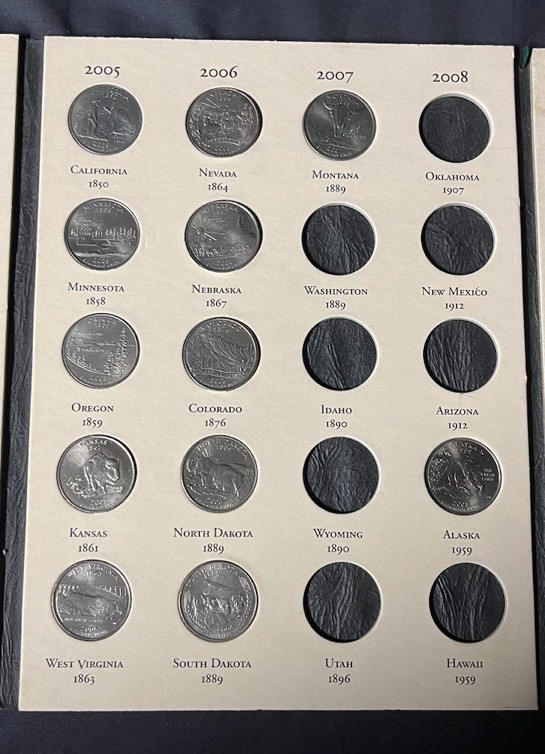 2005 2006 2007 2008
CALIFORNIA NEVADA MONTANA OKLAHOMA
1850 1864 1889 1907
MINNESOTA NEBRASKA WASHINGTON NEW MEXICO
1858 1867 1889 1912
OREGON COLORADO IDAHO ARIZONA
1859 1876 1890 1912
KANSAS
KANSAS NORTH DAKOTA WYOMING ALASKA
1861 1889 1890 1959
WEST VIRGINIA SOUTH DAKOTA UTAH HAWAII
1863 1889 1896 1959